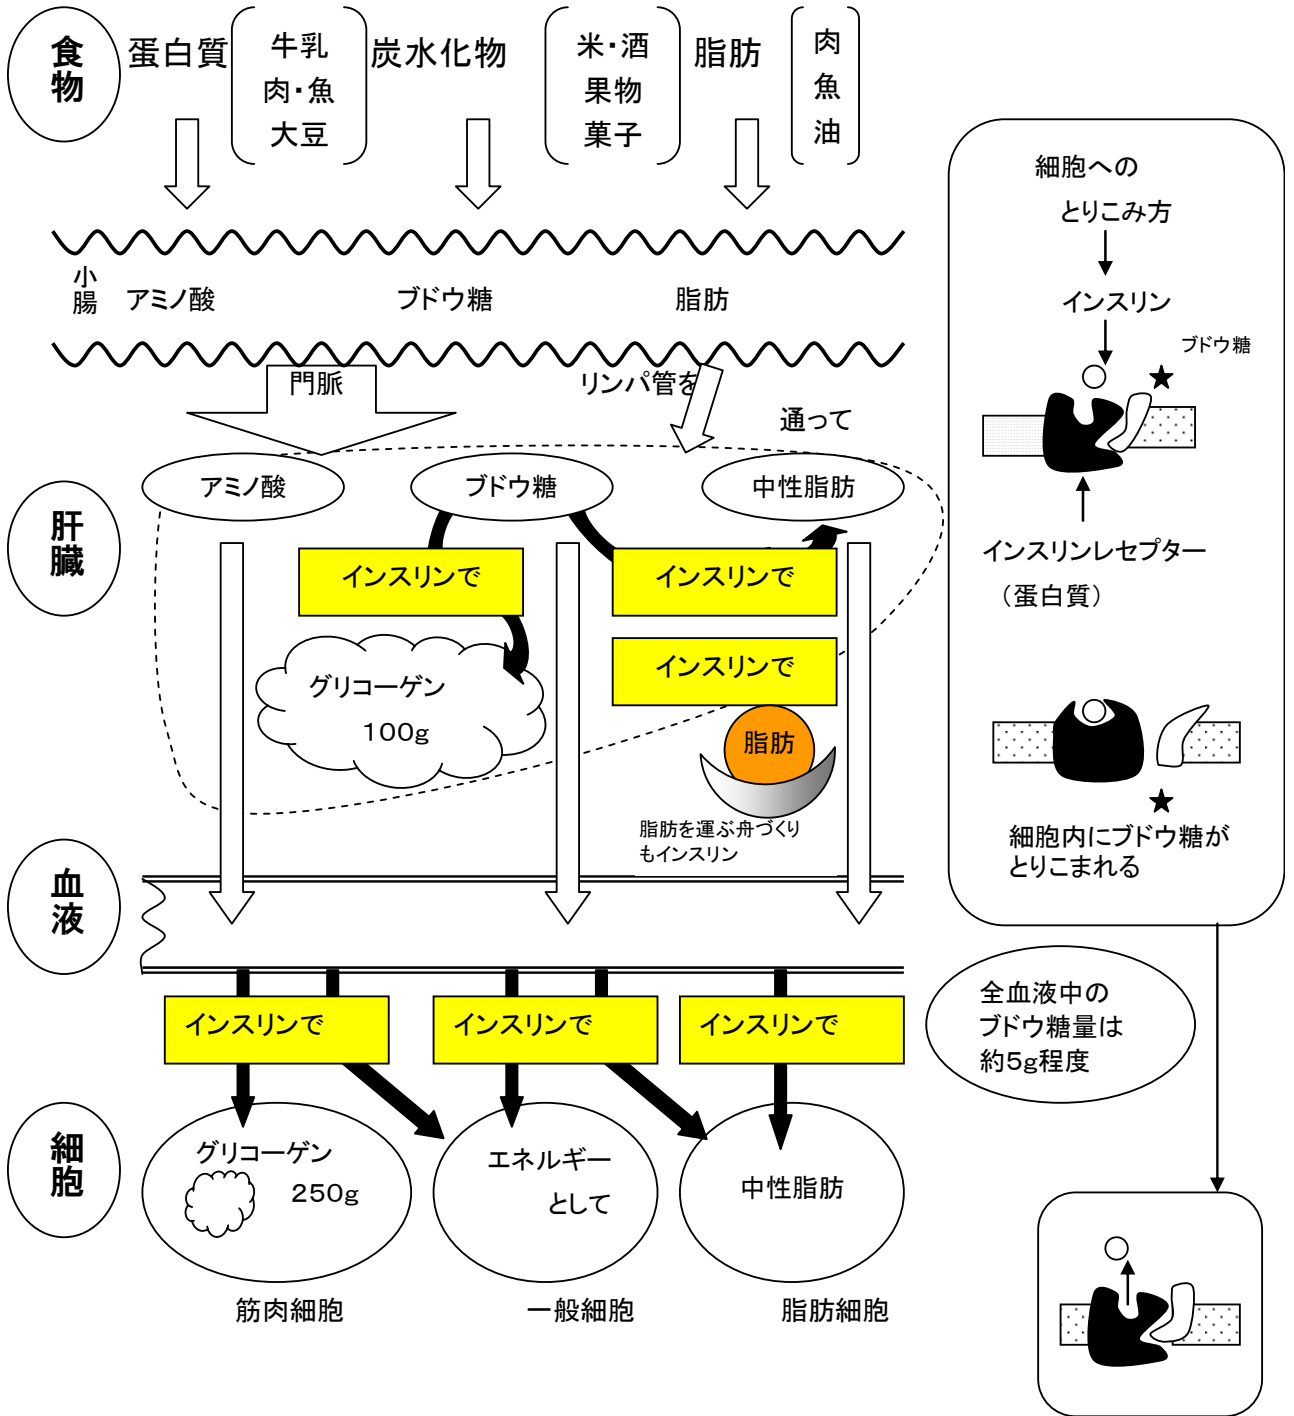 食物
蛋白質
牛乳
肉・魚
大豆
炭水化物
米・酒
果物
菓子
脂肪
肉
魚
油
小腸
アミノ酸
ブドウ糖
脂肪
門脈
リンパ管を
通って
肝臓
アミノ酸
ブドウ糖
中性脂肪
インスリンで
インスリンで
インスリンで
グリコーゲン
100g
脂肪
脂肪を運ぶ舟づくり
もインスリン
血液
インスリンで
インスリンで
インスリンで
細胞
グリコーゲン
250g
エネルギー
として
中性脂肪
筋肉細胞
一般細胞
脂肪細胞
細胞への
とりこみ方
インスリン
ブドウ糖
インスリンレセプター
（蛋白質）
細胞内にブドウ糖が
とりこまれる
全血液中の
ブドウ糖量は
約5g程度